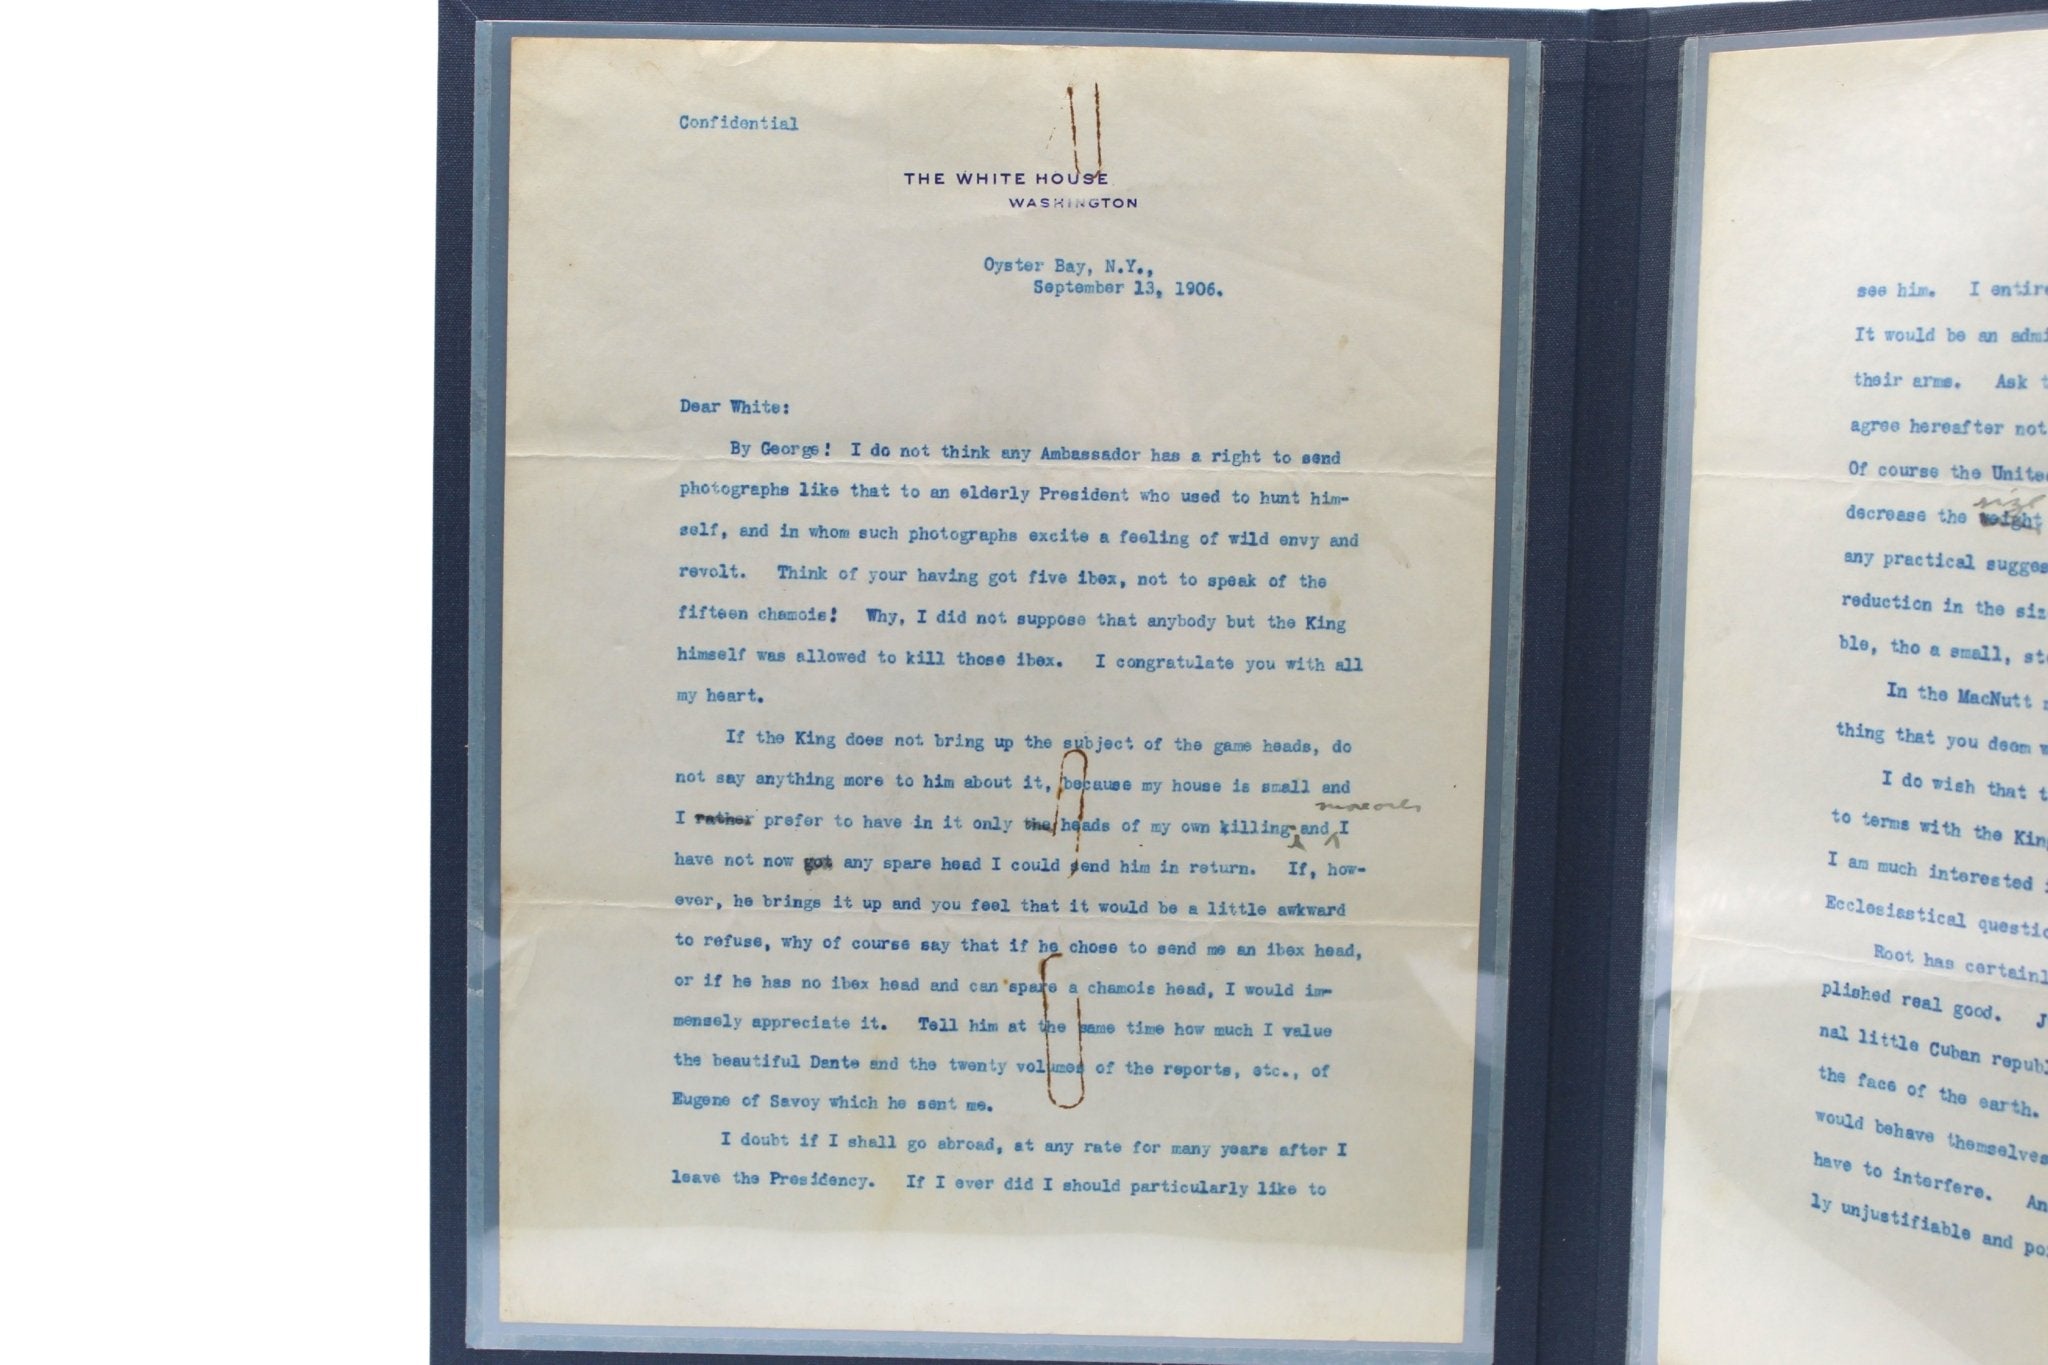 Confidential
THE WHITE HOUSE
WASHINGTON
Oyster Bay, N.Y.,
September 13, 1906.
Dear White:
By George! I do not think any Ambassador has a right to send
photographs like that to an elderly President who used to hunt him-
self, and in whom such photographs excite a feeling of wild envy and
revolt. Think of your having got five ibex, not to speak of the
fifteen chamois! Why, I did not suppose that anybody but the King
himself was allowed to kill those ibex. I congratulate you with all
my heart.
If the King does not bring up the subject of the game heads, do
not say anything more to him about it, because my house is small and
moreover
I rather prefer to have in it only the heads of my own killing; and I
have not now got any spare head I could send him in return. If, how-
ever, he brings it up and you feel that it would be a little awkward
to refuse, why of course say that if he chose to send me an ibex head,
or if he has no ibex head and can spare a chamois head, I would im-
mensely appreciate it. Tell him at the same time how much I value
the beautiful Dante and the twenty volumes of the reports, etc., of
Eugene of Savoy which he sent me.
I doubt if I shall go abroad, at any rate for many years after I
leave the Presidency. If I ever did I should particularly like to
see him. I entire
It would be an admi
their arms. Ask t
agree hereafter not
Of course the Unite
size
decrease the weight
any practical sugges
reduction in the siz
ble, tho a small, st
In the MacNutt
thing that you deem w
I do wish that t
to terms with the Kin
I am much interested
Ecclesiastical questio
Root has certainl
plished real good. J
nal little Cuban republ
the face of the earth.
would behave themselves
have to interfere. An
ly unjustifiable and po